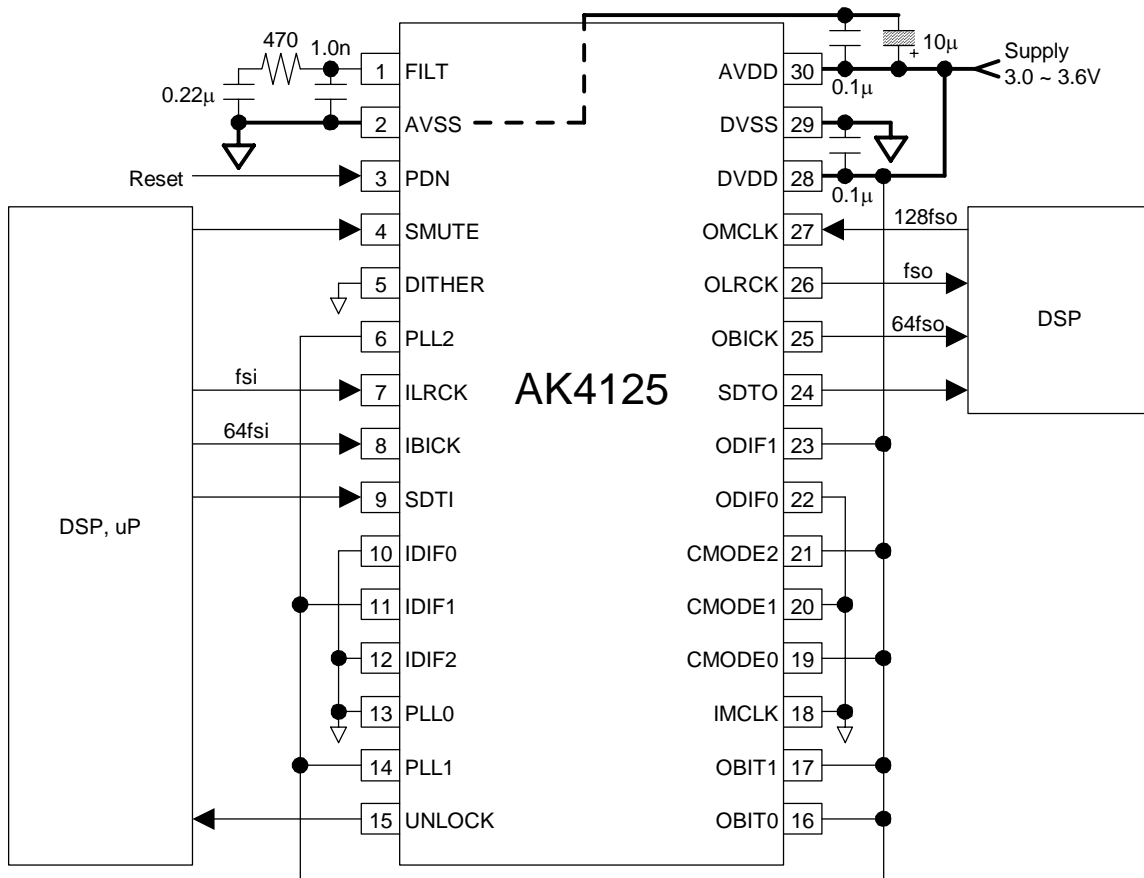 470
1.0n
0.22µ
10µ
+
Supply
3.0 ~ 3.6V
0.1µ
0.1µ
1 FILT
2 AVSS
Reset
3 PDN
4 SMUTE
5 DITHER
6 PLL2
fsi
7 ILRCK
64fsi
8 IBICK
9 SDTI
DSP, uP
10 IDIF0
11 IDIF1
12 IDIF2
13 PLL0
14 PLL1
15 UNLOCK
AK4125
AVDD 30
DVSS 29
DVDD 28
OMCLK 27
128fso
OLRCK 26
fso
OBICK 25
64fso
SDTO 24
DSP
ODIF1 23
ODIF0 22
CMODE2 21
CMODE1 20
CMODE0 19
IMCLK 18
OBIT1 17
OBIT0 16